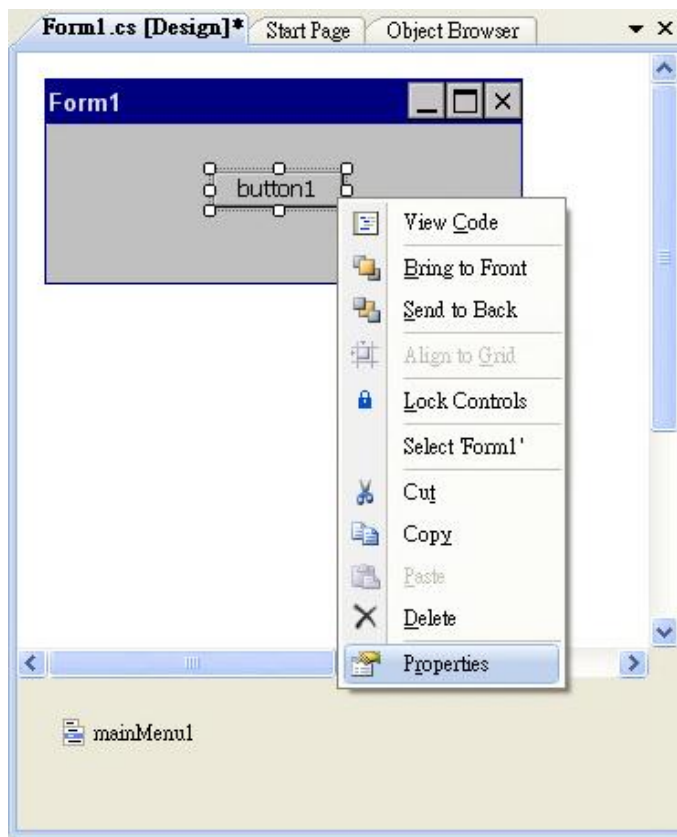 Form1.cs [Design]* Start Page Object Browser
Form1
button1
View Code
Bring to Front
Send to Back
Align to Grid
Lock Controls
Select 'Form1'
Cut
Copy
Paste
Delete
Properties
mainMenu1